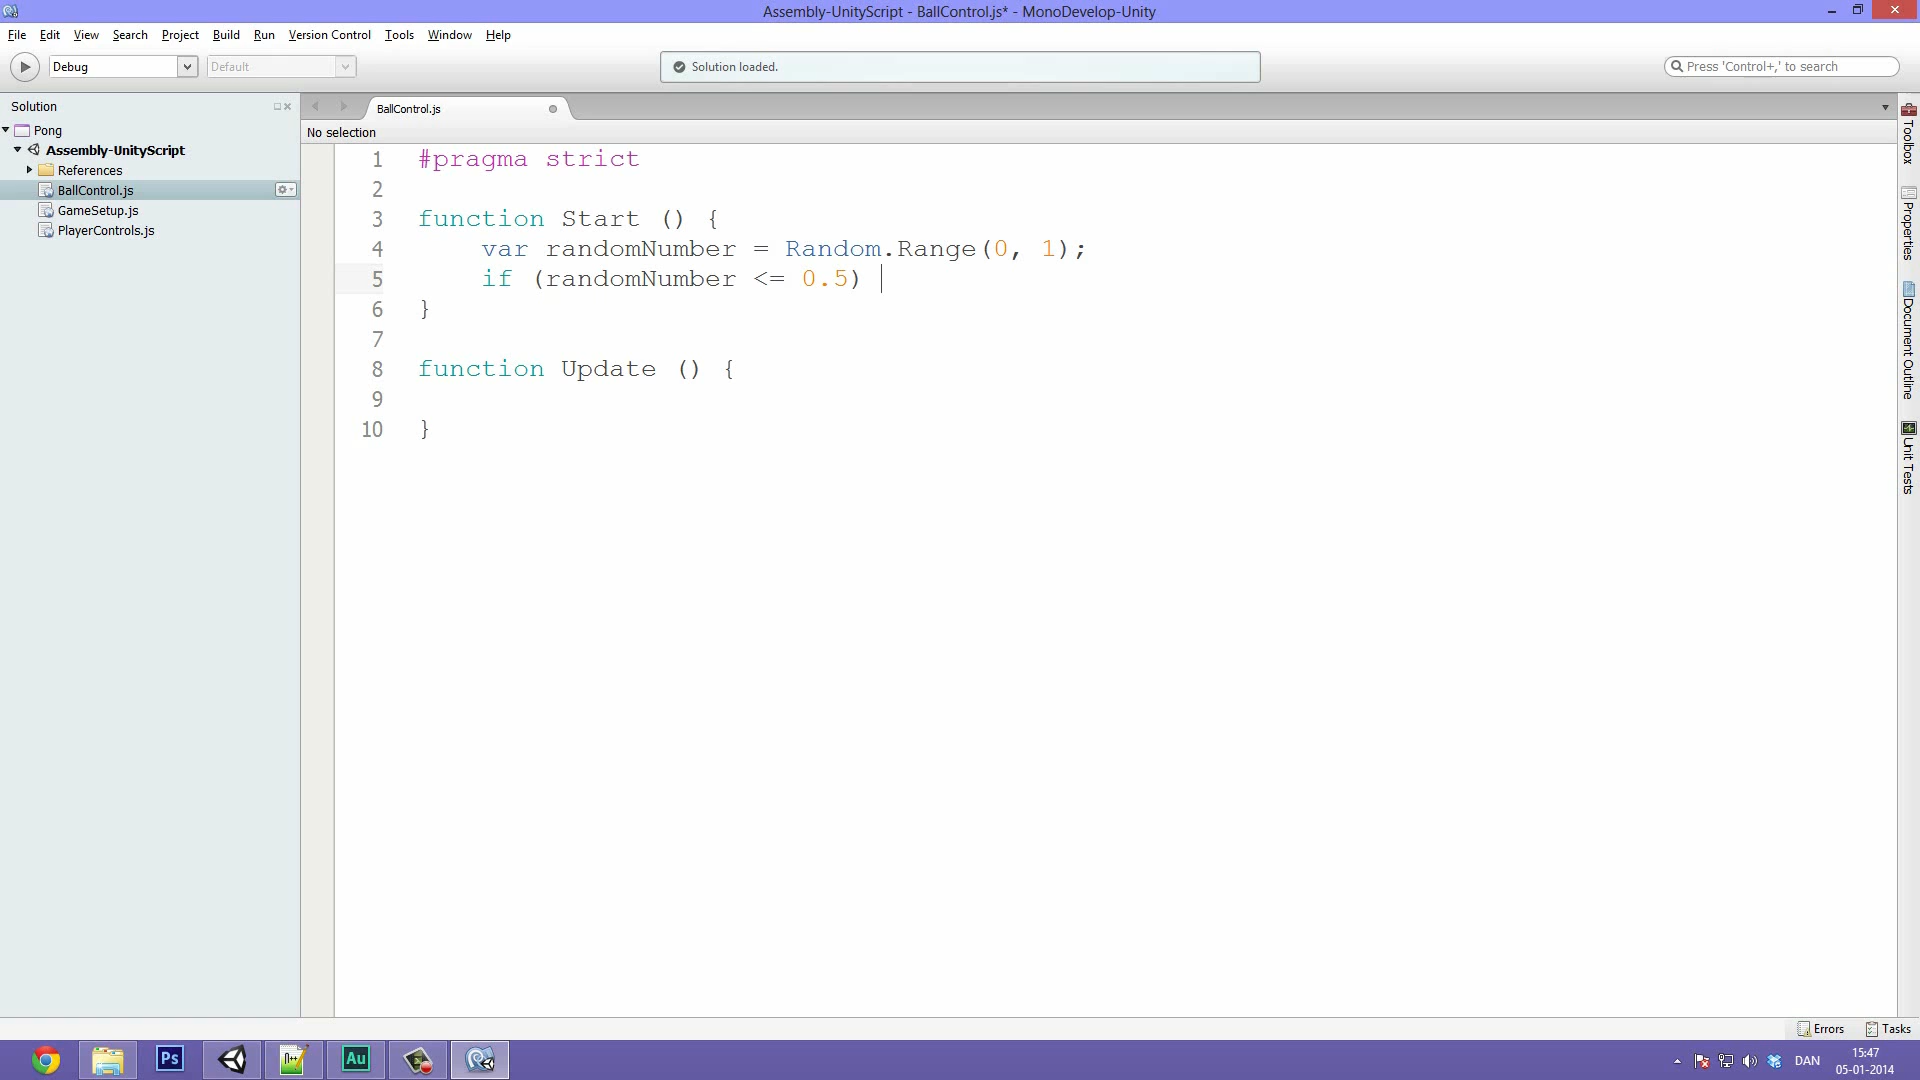 Assembly-UnityScript - BallControl.js* - MonoDevelop-Unity
File Edit View Search Project Build Run Version Control Tools Window Help
Debug
Default
Solution loaded.
Press 'Control+,' to search
Solution
Pong
Assembly-UnityScript
References
BallControl.js
GameSetup.js
PlayerControls.js
BallControl.js
No selection
1 #pragma strict
2
3 function Start () {
4 var randomNumber = Random.Range(0, 1);
5 if (randomNumber <= 0.5)
6 }
7
8 function Update () {
9
10 }
Toolbox
Properties
Document Outline
Unit Tests
Errors
Tasks
Ps
Au
DAN
15:47
05-01-2014